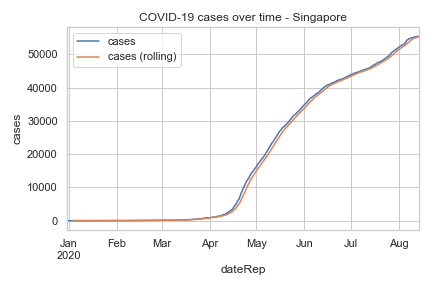 COVID-19 cases over time - Singapore
cases
cases (rolling)
50000
40000
30000
20000
10000
0
cases
Jan Feb Mar Apr May Jun Jul Aug
2020
dateRep